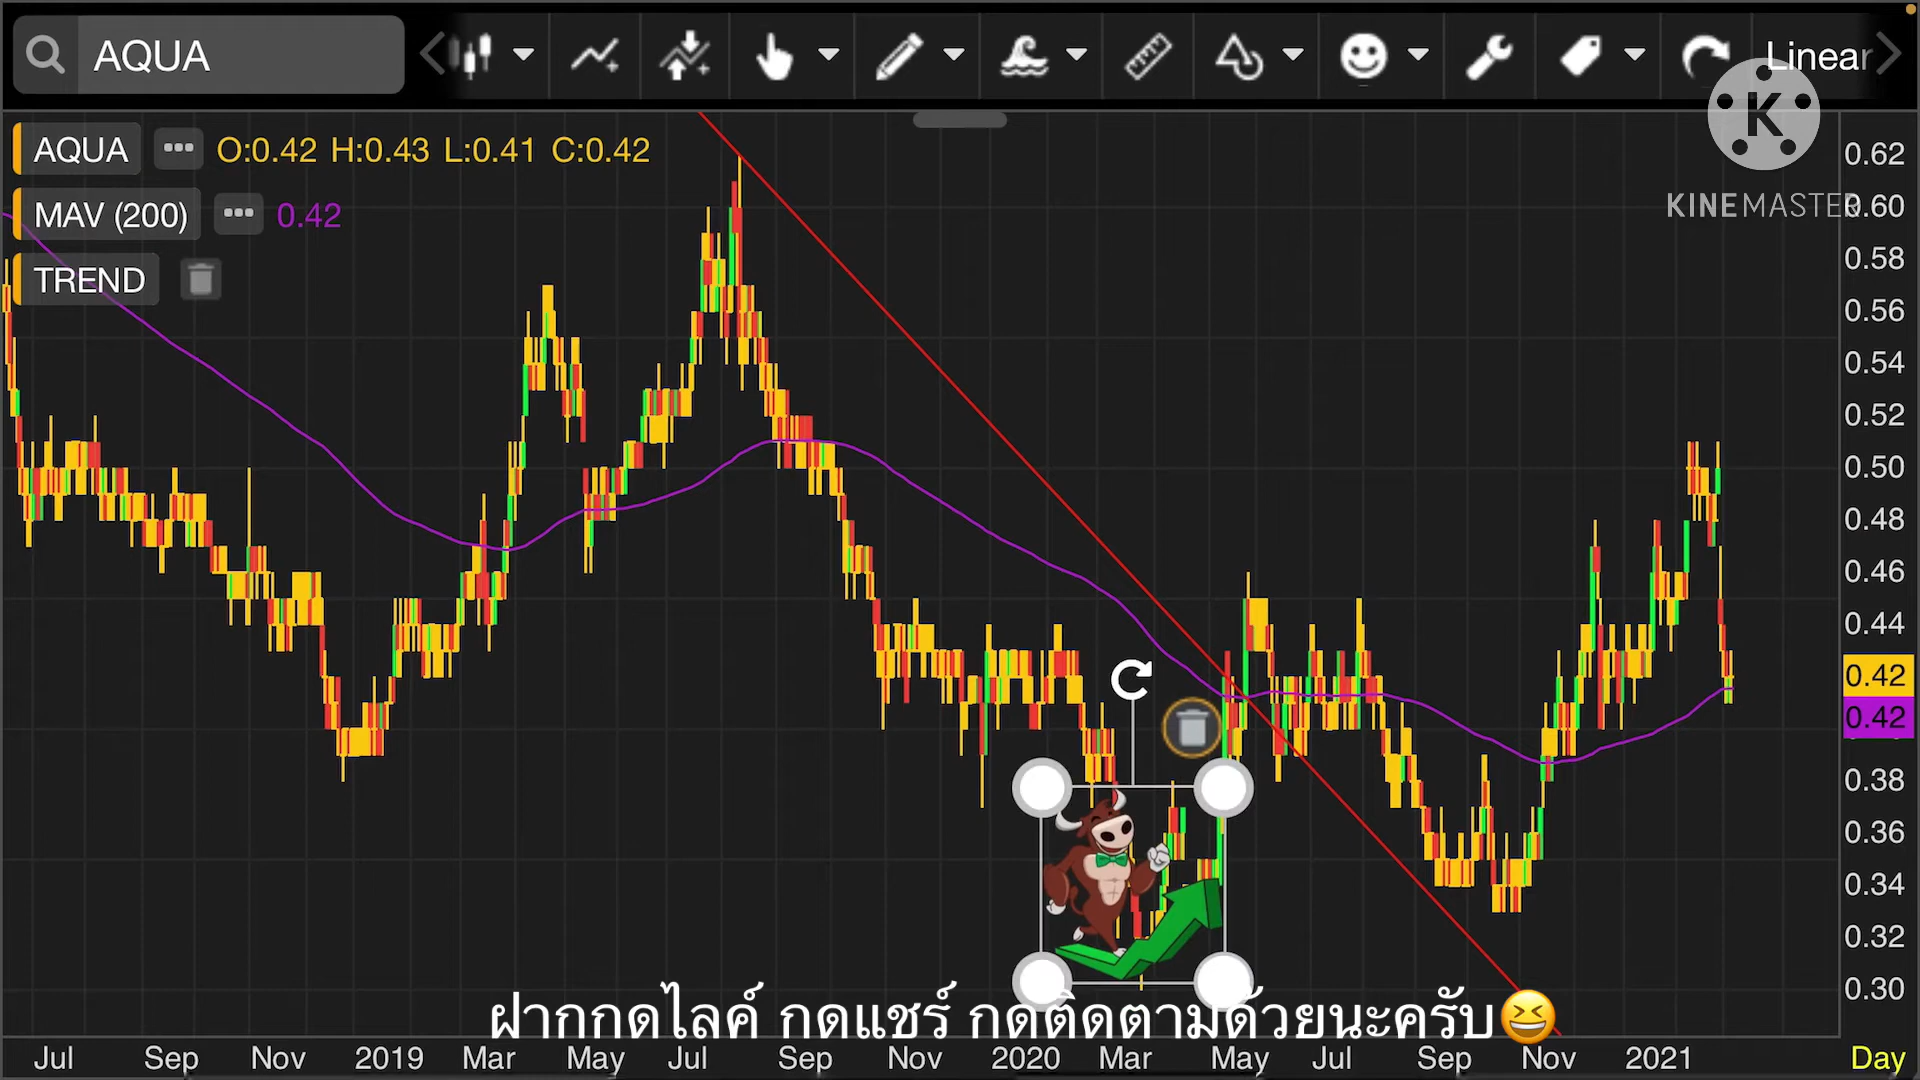 AQUA
Linear
K
KINEMASTER
AQUA ••• O:0.42 H:0.43 L:0.41 C:0.42
MAV (200) ••• 0.42
TREND
0.62
0.60
0.58
0.56
0.54
0.52
0.50
0.48
0.46
0.44
0.42
0.42
0.38
0.36
0.34
0.32
0.30
ฝากกดไลค์ กดแชร์ กดติดตามด้วยนะครับ😆
Jul Sep Nov 2019 Mar May Jul Sep Nov 2020 Mar May Jul Sep Nov 2021 Day